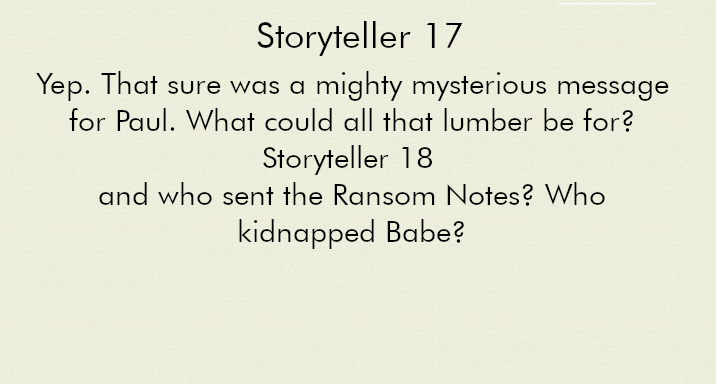 Storyteller 17
Yep. That sure was a mighty mysterious message
for Paul. What could all that lumber be for?
Storyteller 18
and who sent the Ransom Notes? Who
kidnapped Babe?